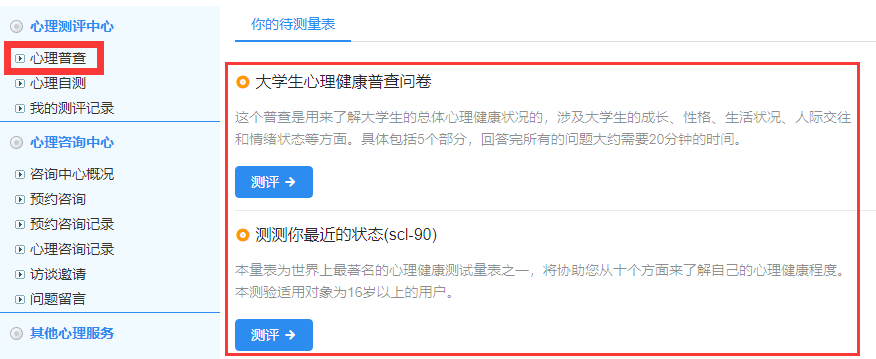 心理测评中心
心理普查
心理自测
我的测评记录
心理咨询中心
咨询中心概况
预约咨询
预约咨询记录
心理咨询记录
访谈邀请
问题留言
其他心理服务
你的待测量表
大学生心理健康普查问卷
这个普查是用来了解大学生的总体心理健康状况的，涉及大学生的成长、性格、生活状况、人际交往
和情绪状态等方面。具体包括5个部分，回答完所有的问题大约需要20分钟的时间。
测评
测测你最近的状态(scl-90)
本量表为世界上最著名的心理健康测试量表之一，将协助您从十个方面来了解自己的心理健康程度。
本测验适用对象为16岁以上的用户。
测评